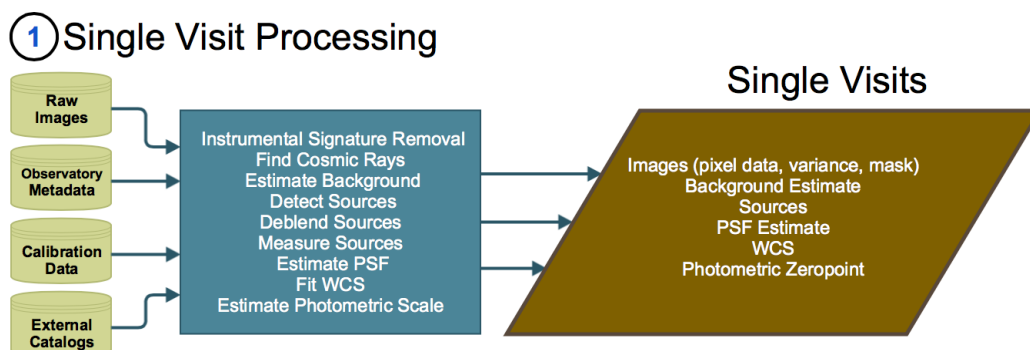 1 Single Visit Processing
Single Visits
Raw
Images
Observatory
Metadata
Calibration
Data
External
Catalogs
Instrumental Signature Removal
Find Cosmic Rays
Estimate Background
Detect Sources
Deblend Sources
Measure Sources
Estimate PSF
Fit WCS
Estimate Photometric Scale
Images (pixel data, variance, mask)
Background Estimate
Sources
PSF Estimate
WCS
Photometric Zeropoint